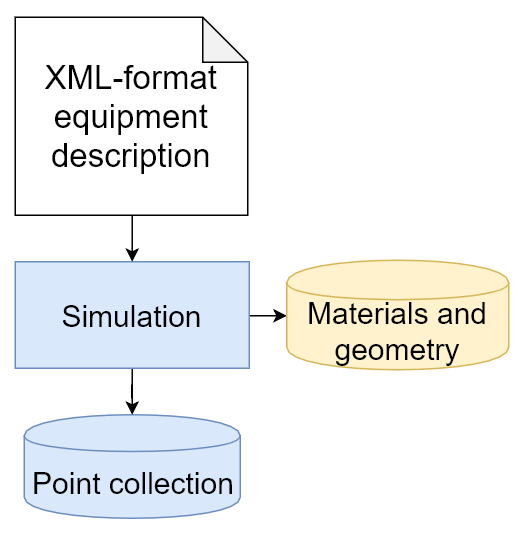 XML-format
equipment
description
Simulation
Materials and
geometry
Point collection